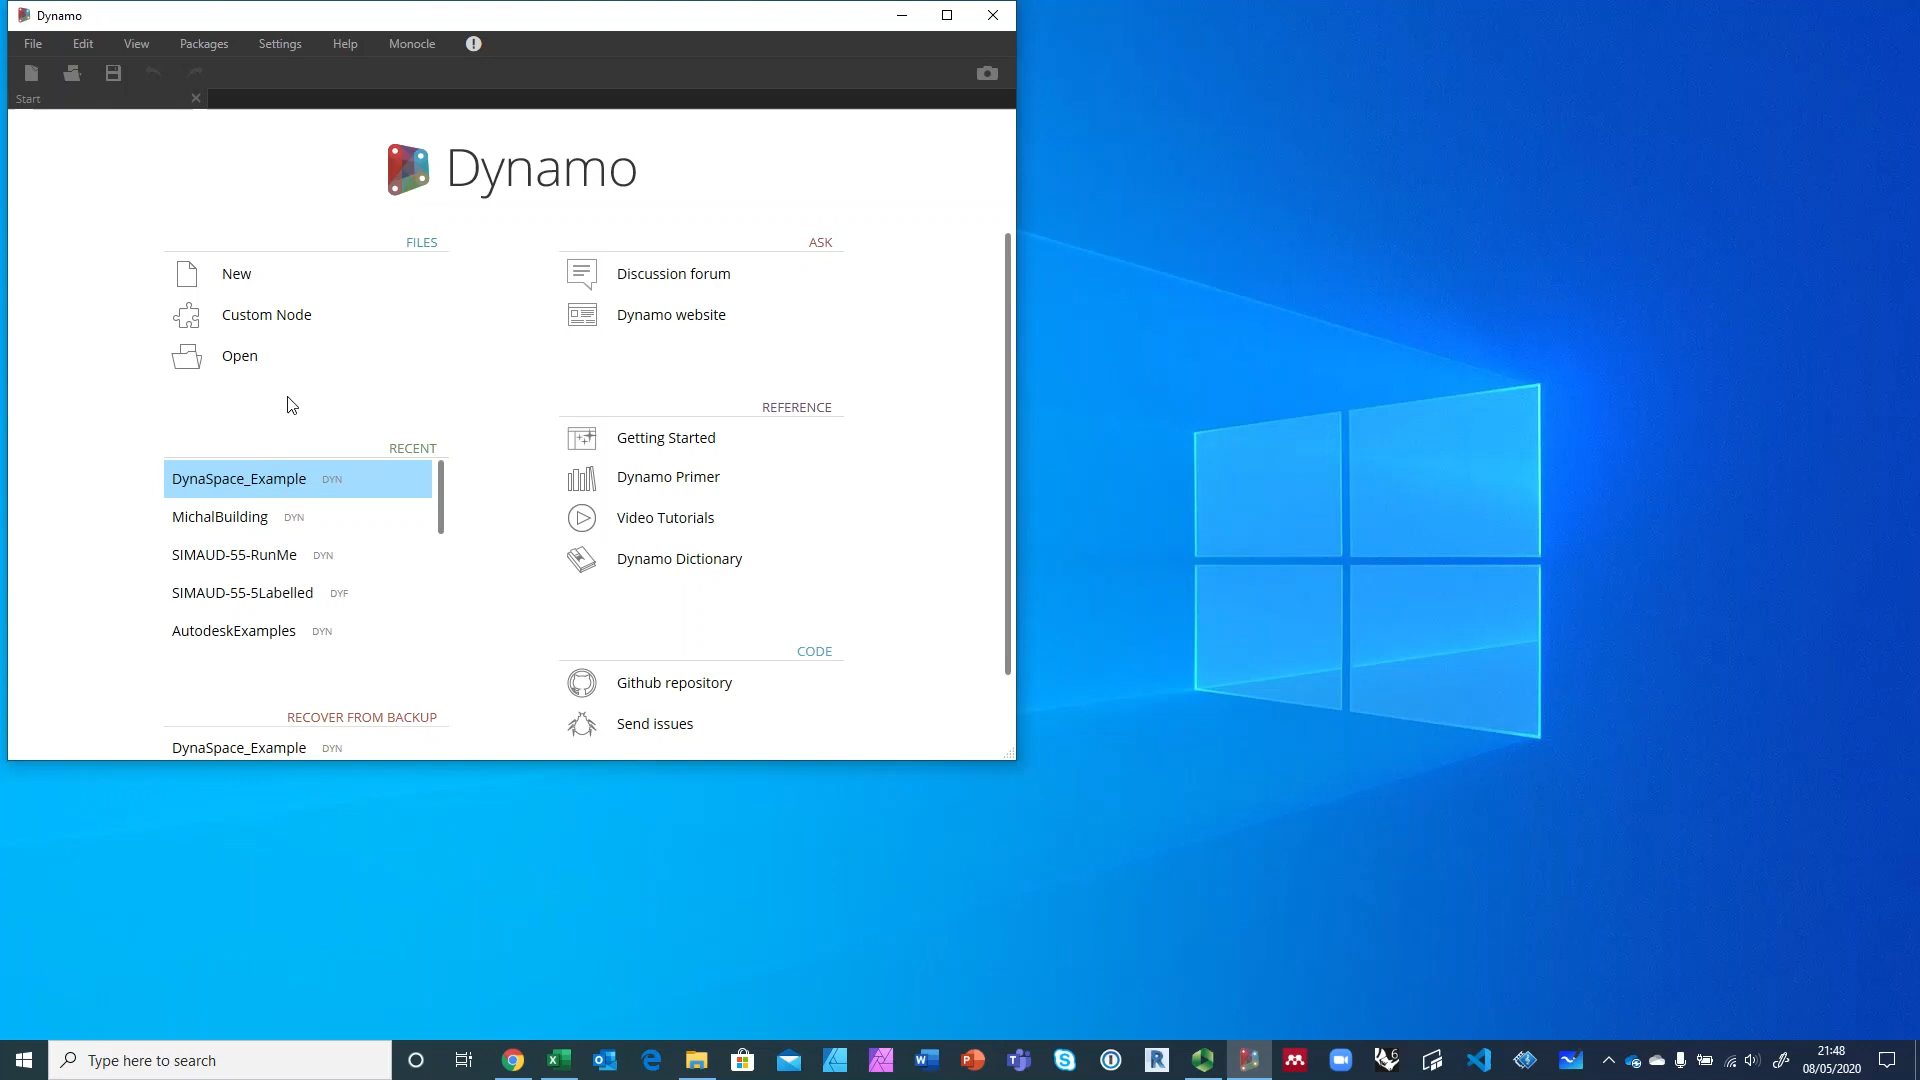 Dynamo
File Edit View Packages Settings Help Monocle
Start
Dynamo
FILES
New
Custom Node
Open
RECENT
DynaSpace_Example DYN
MichalBuilding DYN
SIMAUD-55-RunMe DYN
SIMAUD-55-5Labelled DYF
AutodeskExamples DYN
RECOVER FROM BACKUP
DynaSpace_Example DYN
ASK
Discussion forum
Dynamo website
REFERENCE
Getting Started
Dynamo Primer
Video Tutorials
Dynamo Dictionary
CODE
Github repository
Send issues
Type here to search
21:48
08/05/2020